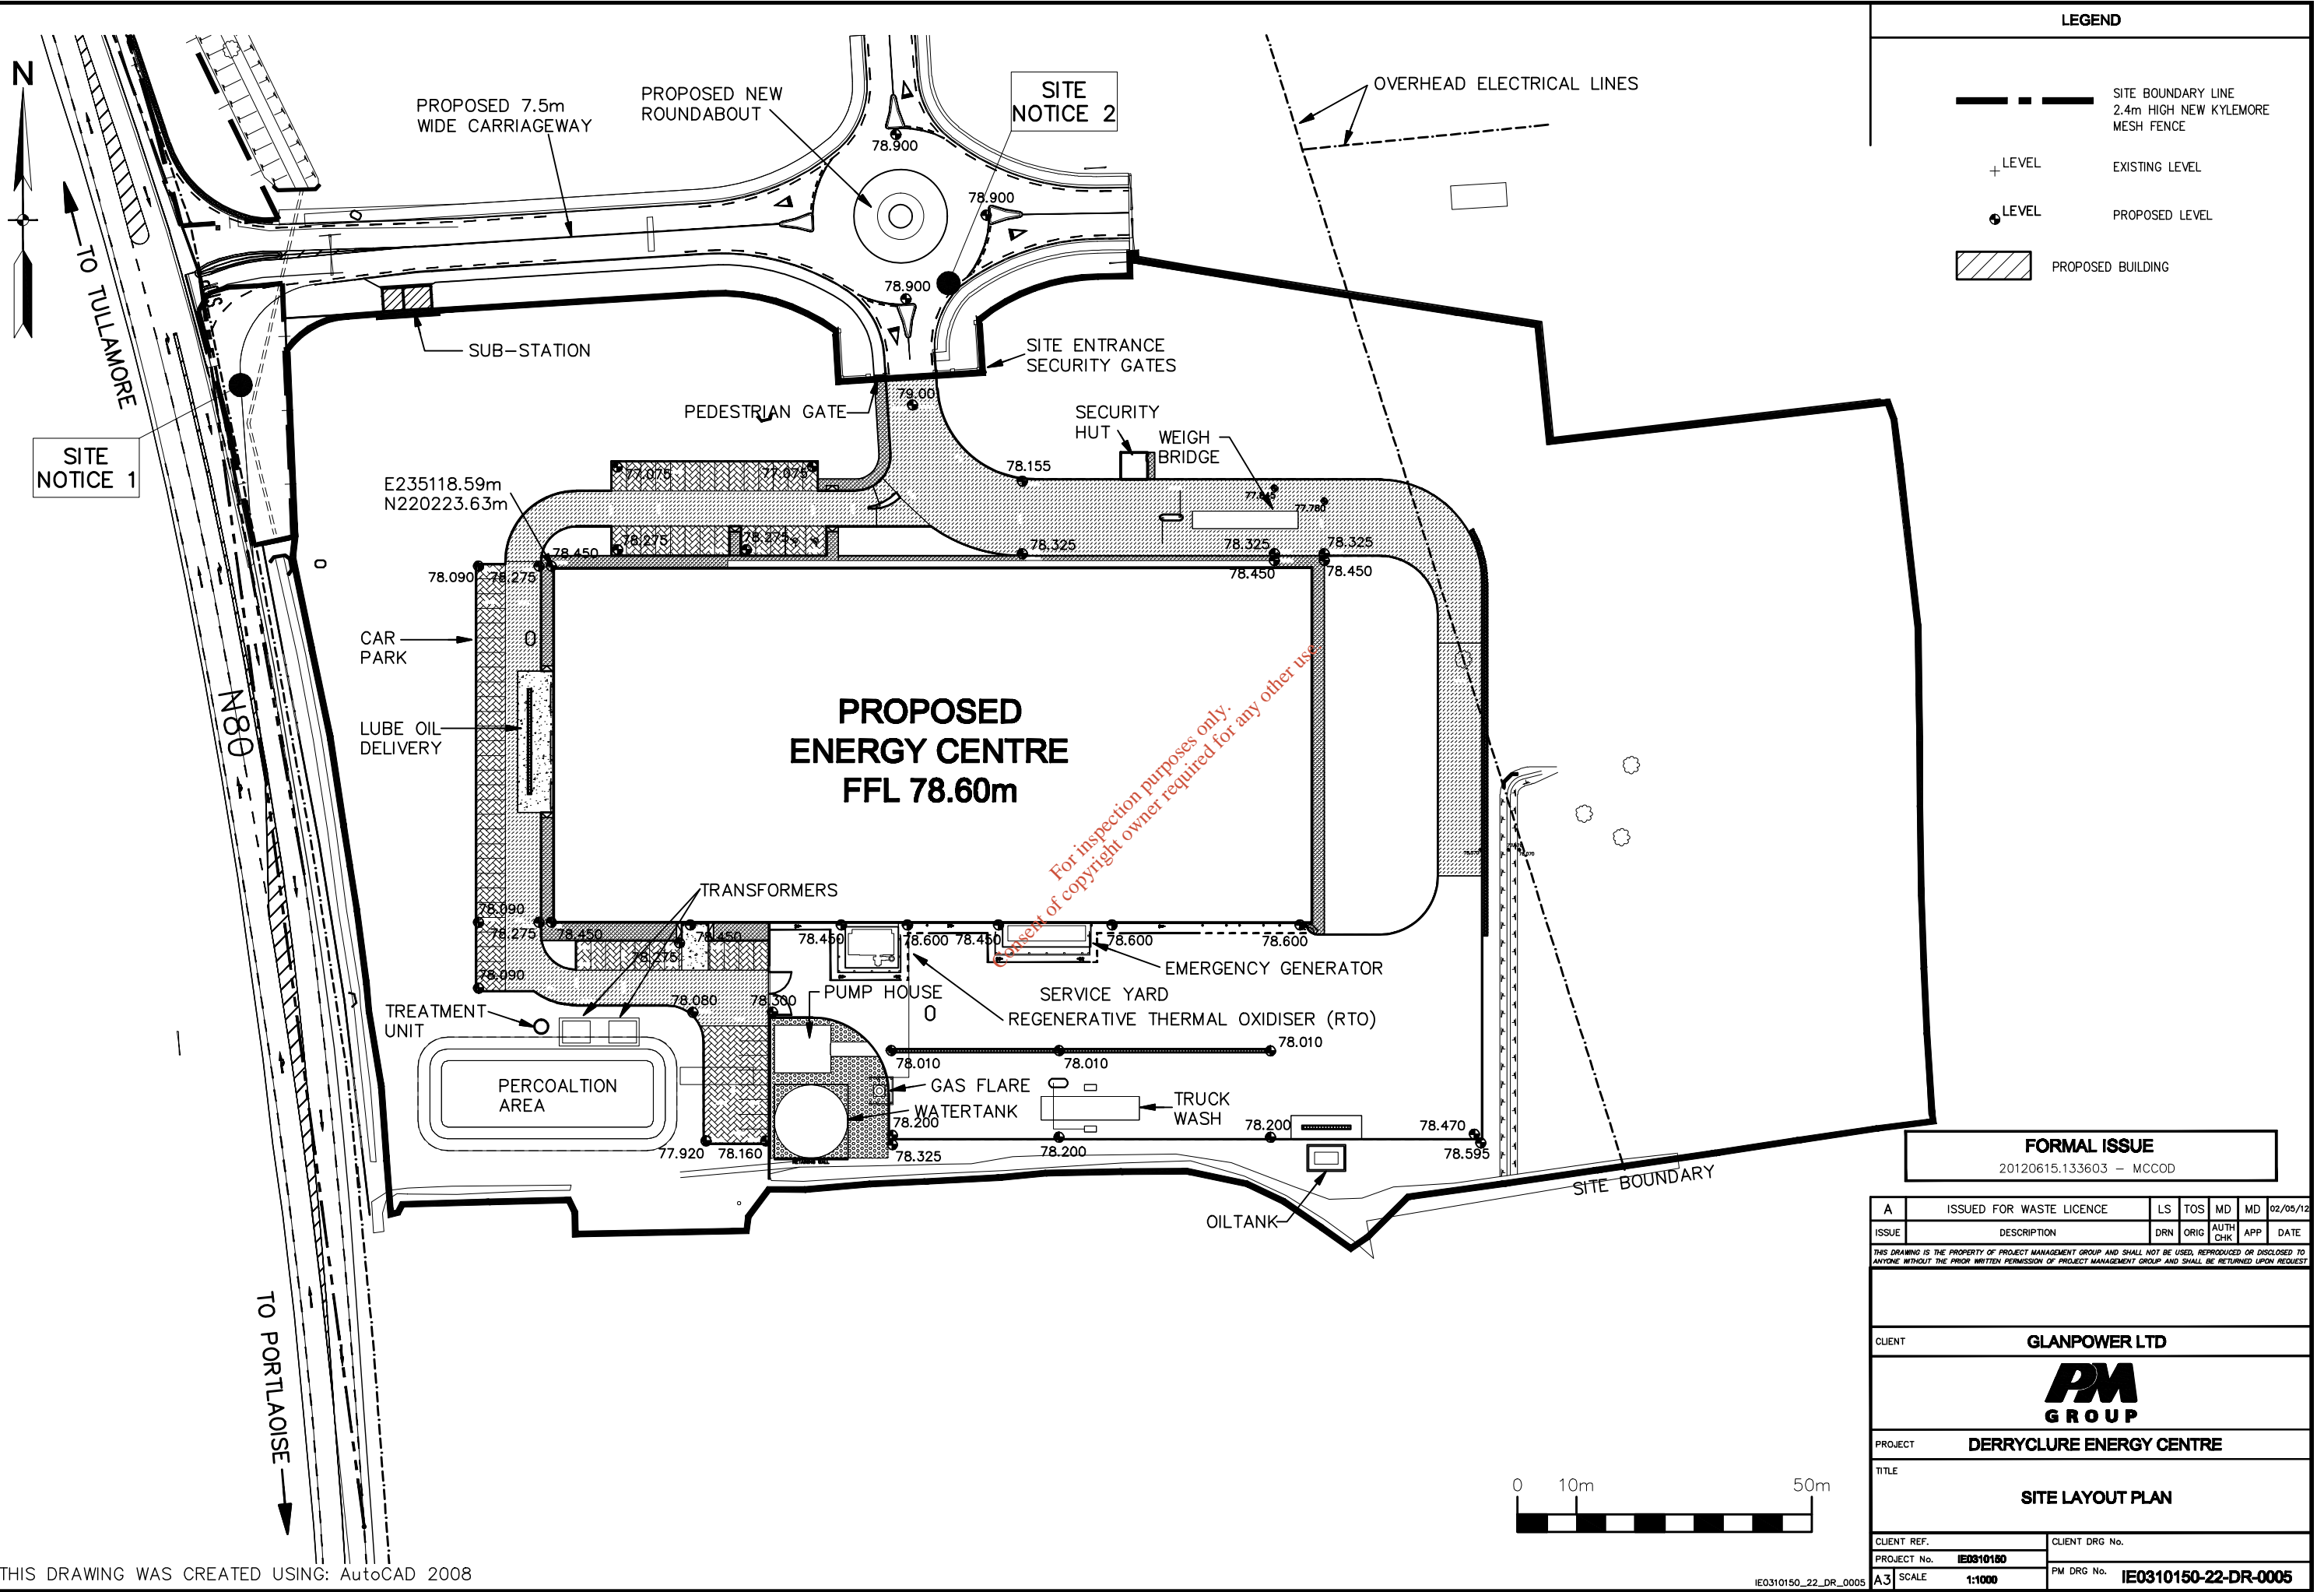 LEGEND
SITE BOUNDARY LINE
2.4m HIGH NEW KYLEMORE
MESH FENCE
LEVEL
EXISTING LEVEL
LEVEL
PROPOSED LEVEL
PROPOSED BUILDING
N
PROPOSED 7.5m
WIDE CARRIAGEWAY
PROPOSED NEW
ROUNDABOUT
SITE
NOTICE 2
OVERHEAD ELECTRICAL LINES
78.900
78.900
78.900
TO TULLAMORE
SUB-STATION
SITE ENTRANCE
SECURITY GATES
PEDESTRIAN GATE
79.00
SECURITY
HUT
WEIGH
BRIDGE
SITE
NOTICE 1
E235118.59m
N220223.63m
77.075
77.075
78.155
77.780
78.275
78.275
78.325
78.325
78.325
78.450
78.450
78.450
78.090
78.275
CAR
PARK
LUBE OIL
DELIVERY
N80
PROPOSED
ENERGY CENTRE
FFL 78.60m
For inspection purposes only.
Consent of copyright owner required for any other use.
TRANSFORMERS
78.090
78.275
78.450
78.450
78.275
78.450
78.600
78.450
78.600
78.600
78.090
EMERGENCY GENERATOR
PUMP HOUSE
SERVICE YARD
REGENERATIVE THERMAL OXIDISER (RTO)
78.080
78.300
TREATMENT
UNIT
78.010
78.010
78.010
PERCOALTION
AREA
GAS FLARE
WATERTANK
TRUCK
WASH
78.200
78.200
78.200
78.470
77.920
78.160
78.325
78.595
RETAINING WALL
OILTANK
SITE BOUNDARY
TO PORTLAOISE
0
10m
50m
FORMAL ISSUE
20120615.133603 - MCCOD
A
ISSUED FOR WASTE LICENCE
LS
TOS
MD
MD
02/05/12
ISSUE
DESCRIPTION
DRN
ORIG
AUTH
CHK
APP
DATE
THIS DRAWING IS THE PROPERTY OF PROJECT MANAGEMENT GROUP AND SHALL NOT BE USED, REPRODUCED OR DISCLOSED TO
ANYONE WITHOUT THE PRIOR WRITTEN PERMISSION OF PROJECT MANAGEMENT GROUP AND SHALL BE RETURNED UPON REQUEST
CLIENT
GLANPOWER LTD
PM
GROUP
PROJECT
DERRYCLURE ENERGY CENTRE
TITLE
SITE LAYOUT PLAN
CLIENT REF.
CLIENT DRG No.
PROJECT No.
IE0310150
A3
SCALE
1:1000
PM DRG No.
IE0310150-22-DR-0005
THIS DRAWING WAS CREATED USING: AutoCAD 2008
IE0310150_22_DR_0005